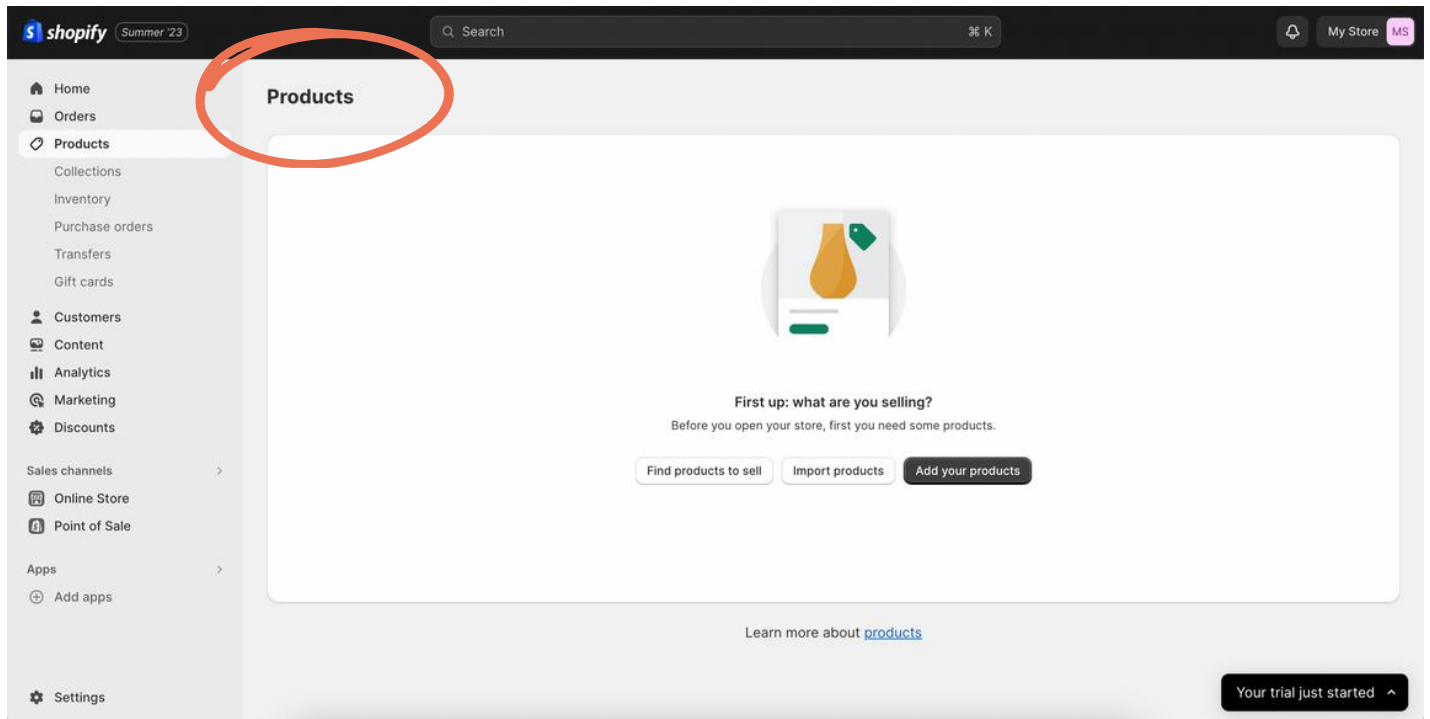 shopify Summer '23
Search ⌘ K
My Store MS
Home
Orders
Products
Collections
Inventory
Purchase orders
Transfers
Gift cards
Customers
Content
Analytics
Marketing
Discounts
Sales channels
Online Store
Point of Sale
Apps
Add apps
Settings
Products
First up: what are you selling?
Before you open your store, first you need some products.
Find products to sell Import products Add your products
Learn more about products
Your trial just started